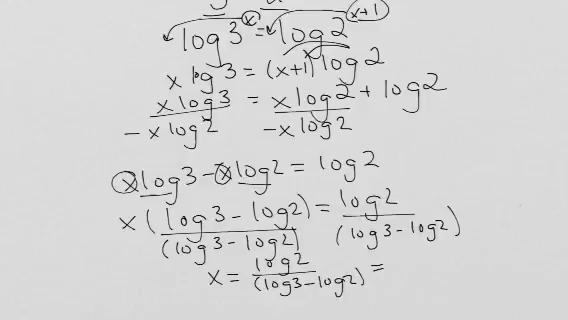 log 3^x = log 2^(x+1)
x log 3 = (x+1) log 2
x log 3 = x log 2 + log 2
- x log 2 - x log 2
x log 3 - x log 2 = log 2
x (log 3 - log 2) = log 2
(log 3 - log 2) (log 3 - log 2)
x = log 2 =
(log 3 - log 2)